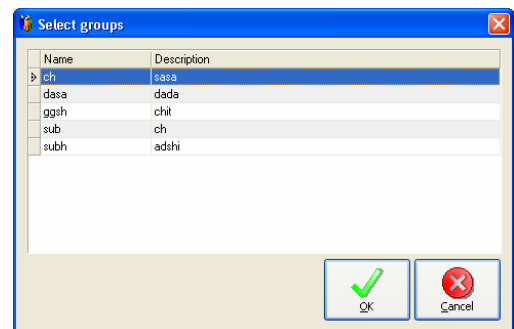 Select groups
Name Description
ch sasa
dasa dada
ggsh chit
sub ch
subh adshi
OK Cancel